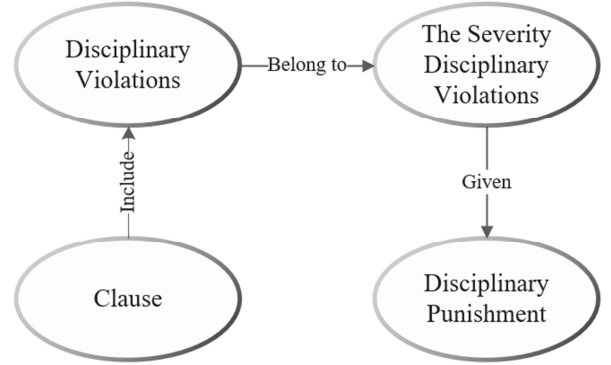 Disciplinary
Violations
Belong to
The Severity
Disciplinary
Violations
Include
Given
Clause
Disciplinary
Punishment